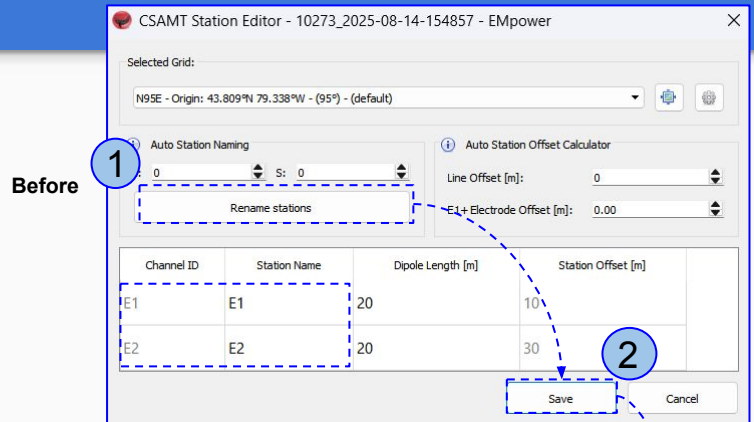 CSAMT Station Editor - 10273_2025-08-14-154857 - EMpower
Selected Grid:
N95E - Origin: 43.809°N 79.338°W - (95°) - (default)
Auto Station Naming
Auto Station Offset Calculator
1
0
S: 0
Line Offset [m]: 0
Before
Rename stations
E1+ Electrode Offset [m]: 0.00
Channel ID Station Name Dipole Length [m] Station Offset [m]
E1 E1 20 10
E2 E2 20 30
2
Save
Cancel